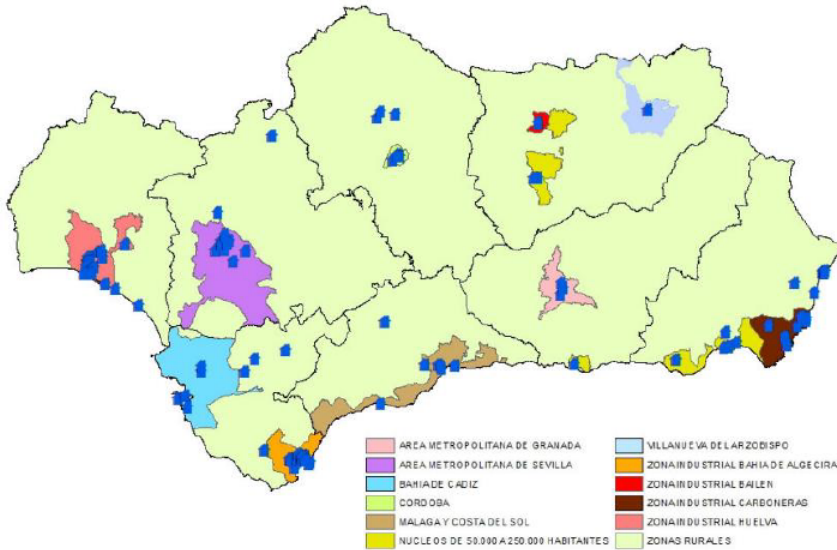 AREA METROPOLITANA DE GRANADA
AREA METROPOLITANA DE SEVILLA
BAHIA DE CADIZ
CORDOBA
MALAGA Y COSTA DEL SOL
NUCLEOS DE 50.000 A 250.000 HABITANTES
VILLANUEVA DEL ARZOBISPO
ZONA INDUSTRIAL BAHIA DE ALGECIRA
ZONA INDUSTRIAL BAILEN
ZONA INDUSTRIAL CARBONERAS
ZONA INDUSTRIAL HUELVA
ZONAS RURALES